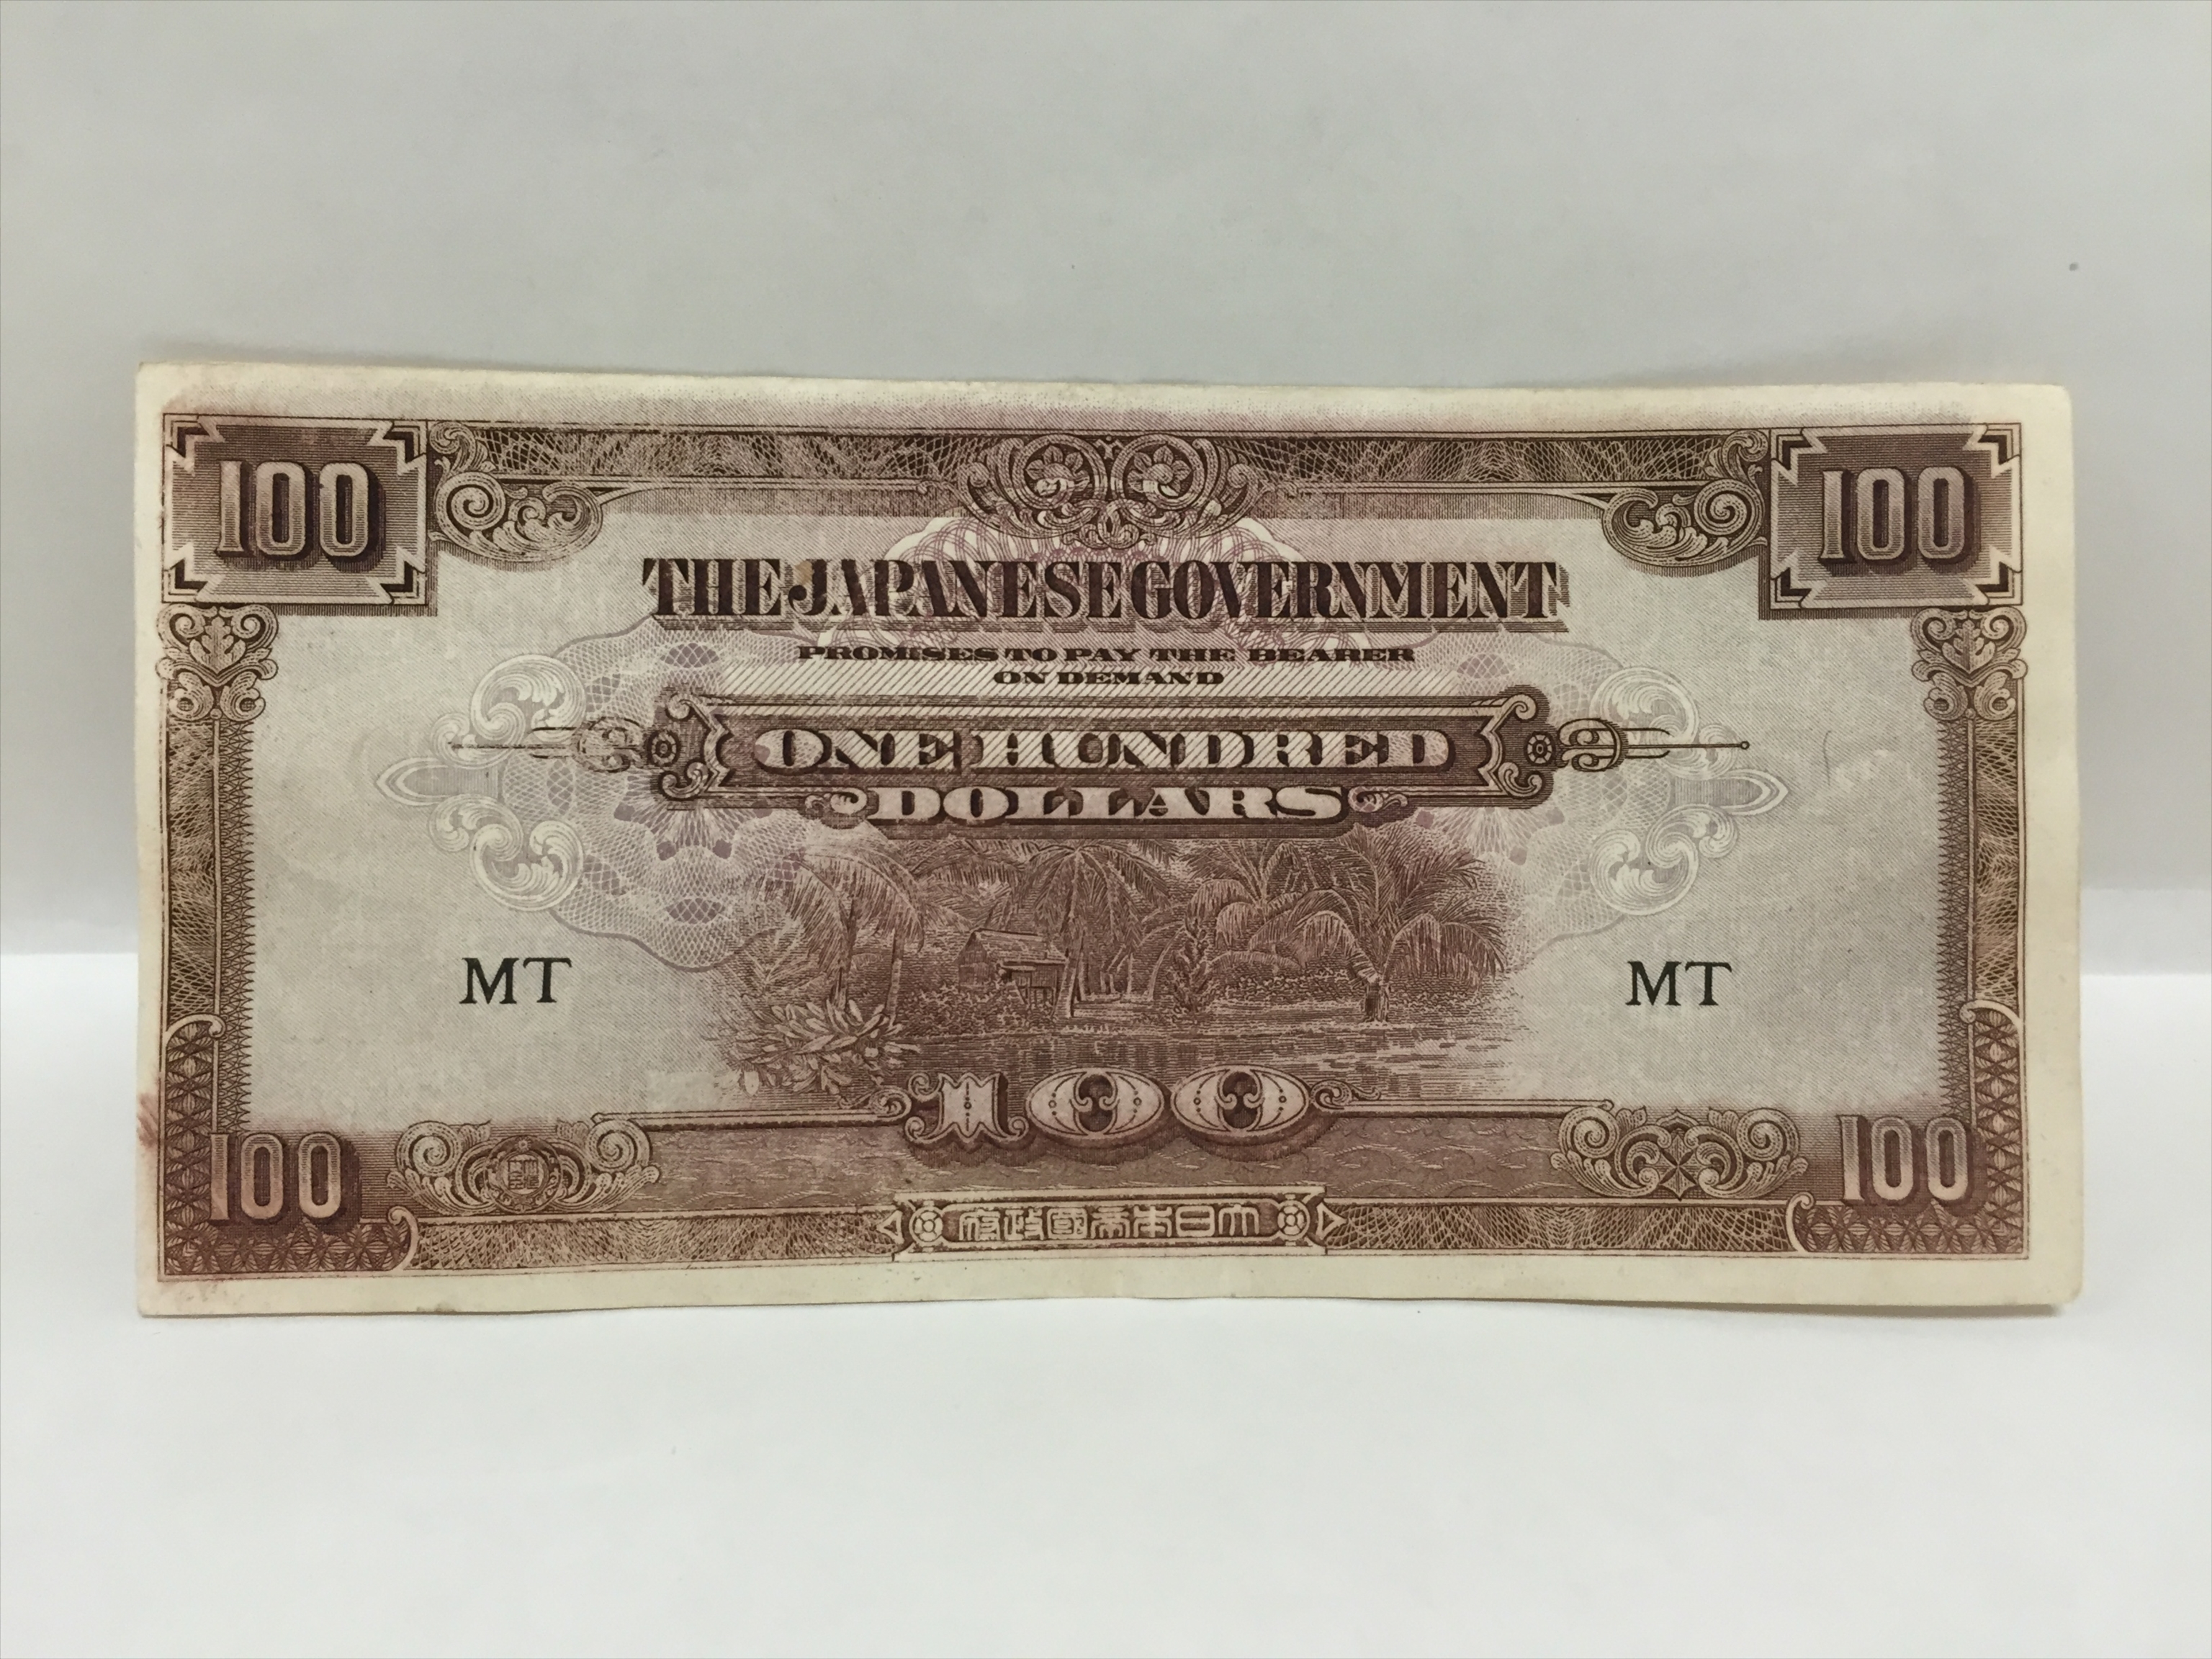 100 100
THE JAPANESE GOVERNMENT
PROMISES TO PAY THE BEARER
ON DEMAND
ONE HUNDRED
DOLLARS
MT MT
100
100 100
府政國帝本日大